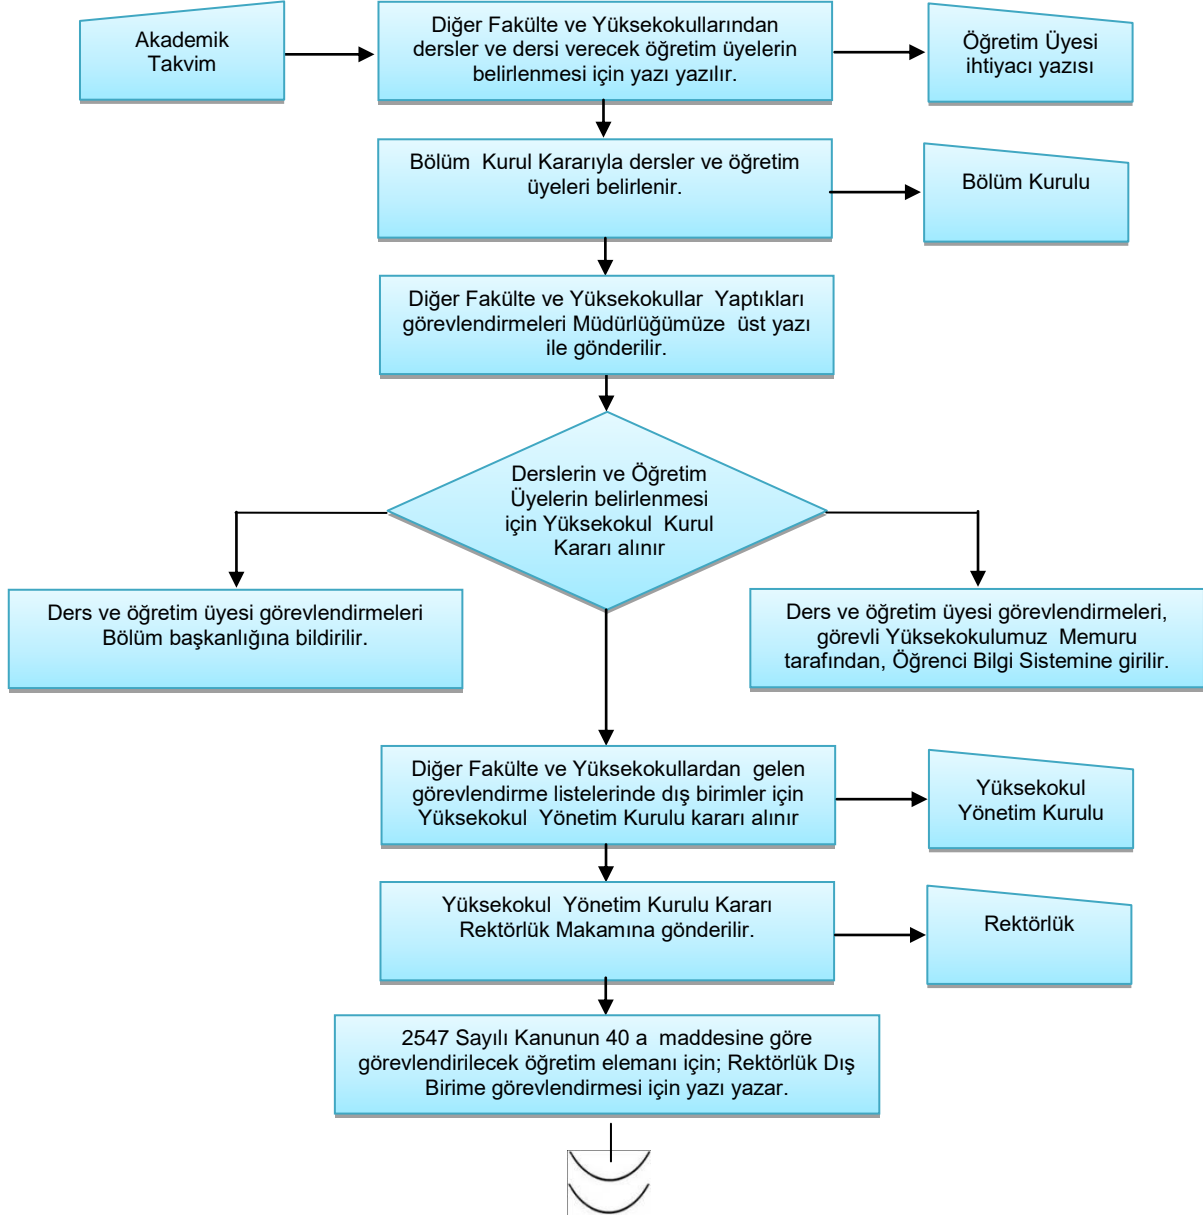 Akademik
Takvim
Diğer Fakülte ve Yüksekokullarından
dersler ve dersi verecek öğretim üyelerin
belirlenmesi için yazı yazılır.
Öğretim Üyesi
ihtiyacı yazısı
Bölüm Kurul Kararıyla dersler ve öğretim
üyeleri belirlenir.
Bölüm Kurulu
Diğer Fakülte ve Yüksekokullar Yaptıkları
görevlendirmeleri Müdürlüğümüze üst yazı
ile gönderilir.
Derslerin ve Öğretim
Üyelerin belirlenmesi
için Yüksekokul Kurul
Kararı alınır
Ders ve öğretim üyesi görevlendirmeleri
Bölüm başkanlığına bildirilir.
Ders ve öğretim üyesi görevlendirmeleri,
görevli Yüksekokulumuz Memuru
tarafından, Öğrenci Bilgi Sistemine girilir.
Diğer Fakülte ve Yüksekokullardan gelen
görevlendirme listelerinde dış birimler için
Yüksekokul Yönetim Kurulu kararı alınır
Yüksekokul
Yönetim Kurulu
Yüksekokul Yönetim Kurulu Kararı
Rektörlük Makamına gönderilir.
Rektörlük
2547 Sayılı Kanunun 40 a maddesine göre
görevlendirilecek öğretim elemanı için; Rektörlük Dış
Birime görevlendirmesi için yazı yazar.